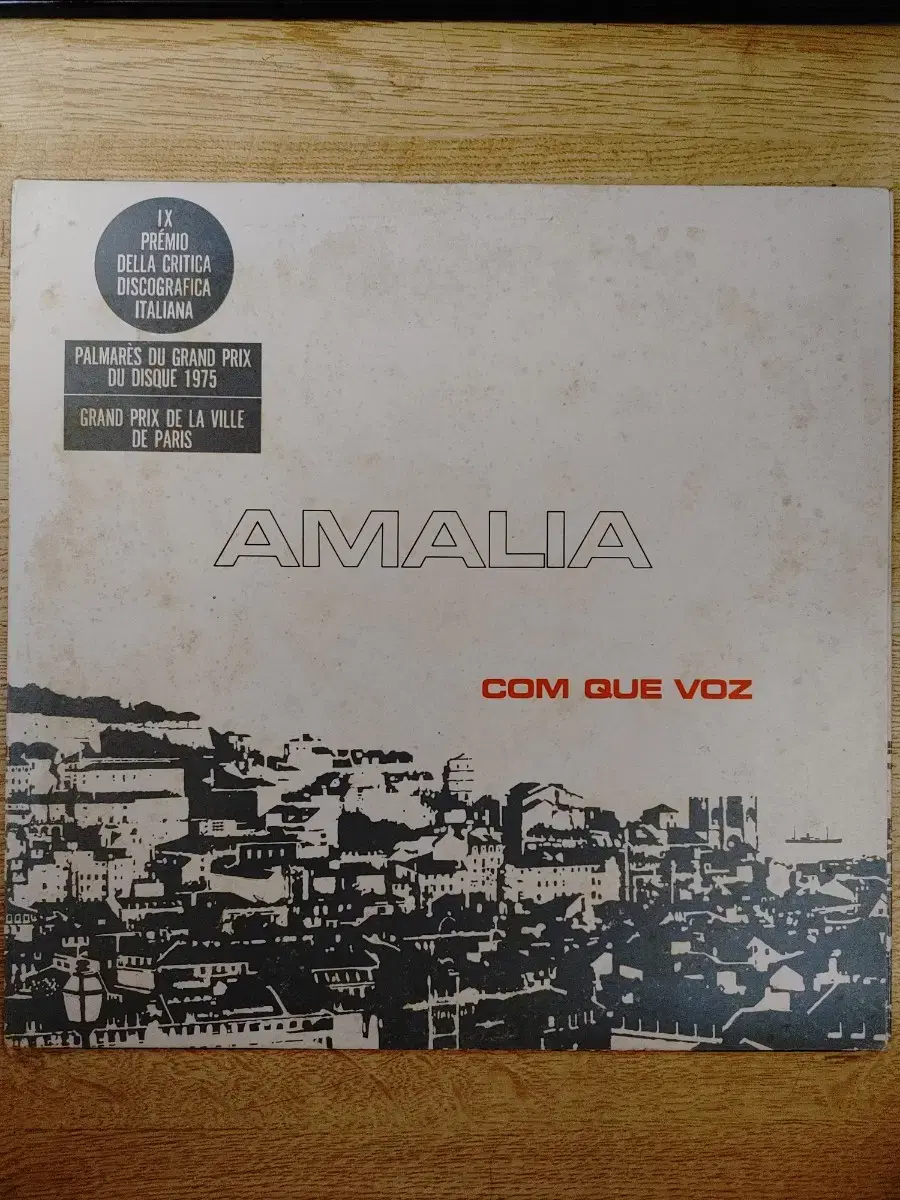 IX
PRÉMIO
DELLA CRITICA
DISCOGRAFICA
ITALIANA
PALMARÈS DU GRAND PRIX
DU DISQUE 1975
GRAND PRIX DE LA VILLE
DE PARIS
AMALIA
COM QUE VOZ